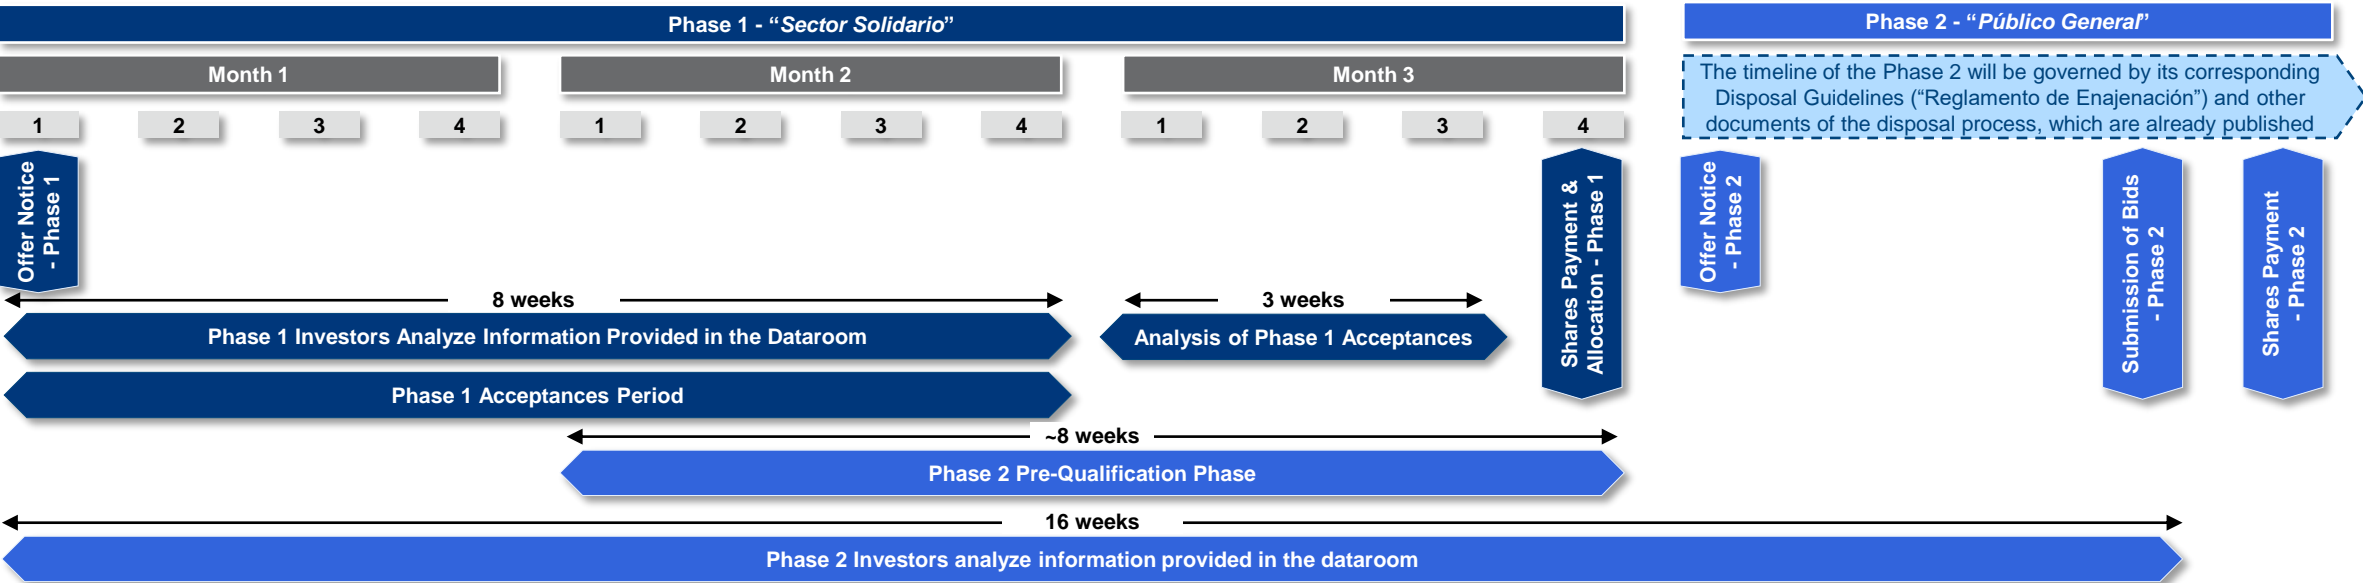 Phase 1 - “Sector Solidario”
Phase 2 - “Público General”
Month 1
Month 2
Month 3
The timeline of the Phase 2 will be governed by its corresponding
Disposal Guidelines (“Reglamento de Enajenación”) and other
documents of the disposal process, which are already published
1
2
3
4
1
2
3
4
1
2
3
4
Offer Notice
- Phase 1
Shares Payment &
Allocation - Phase 1
Offer Notice
- Phase 2
Submission of Bids
- Phase 2
Shares Payment
- Phase 2
8 weeks
3 weeks
Phase 1 Investors Analyze Information Provided in the Dataroom
Analysis of Phase 1 Acceptances
Phase 1 Acceptances Period
~8 weeks
Phase 2 Pre-Qualification Phase
16 weeks
Phase 2 Investors analyze information provided in the dataroom